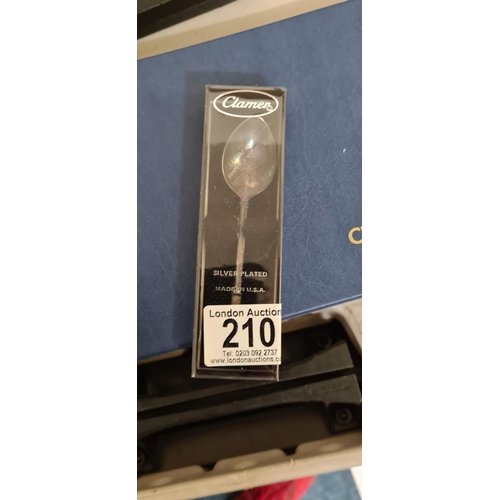 Clamer
SILVER PLATED
MADE IN U.S.A.
London Auction
210
Tel: 0203 092 2737
www.londonauctions.c
C